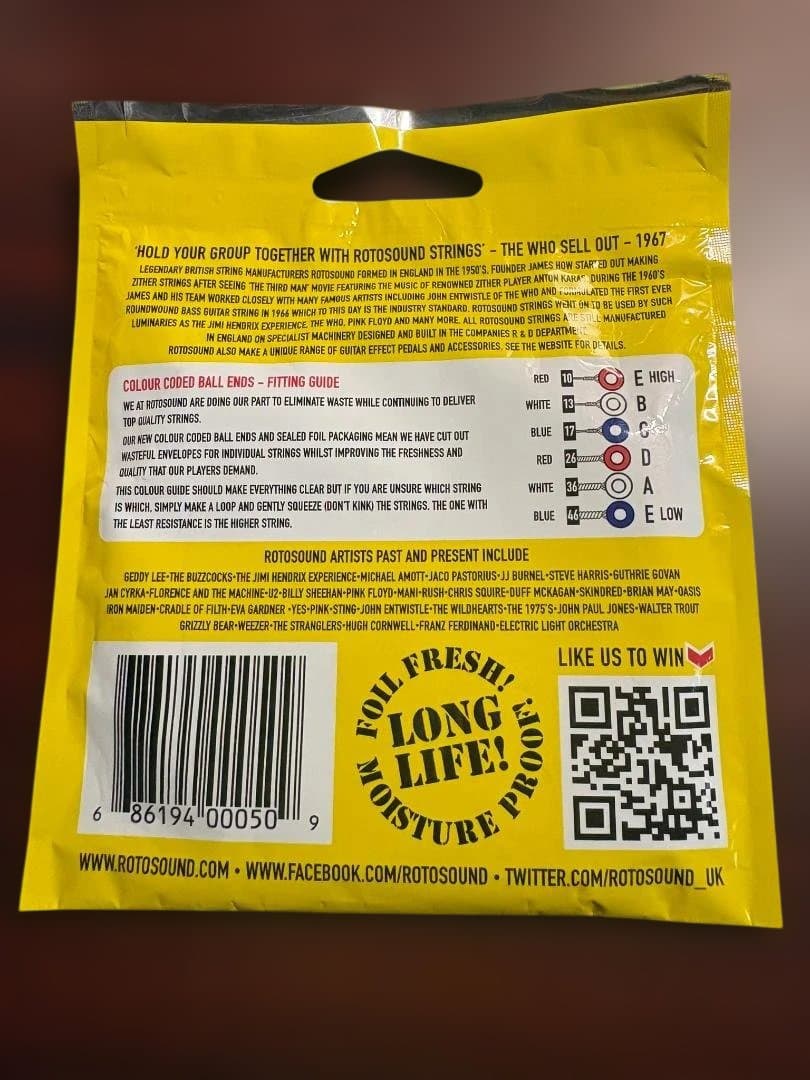 'HOLD YOUR GROUP TOGETHER WITH ROTOSOUND STRINGS' - THE WHO SELL OUT - 1967
LEGENDARY BRITISH STRING MANUFACTURERS ROTOSOUND FORMED IN ENGLAND IN THE 1950'S. FOUNDER JAMES HOW STARTED OUT MAKING
ZITHER STRINGS AFTER SEEING 'THE THIRD MAN' MOVIE FEATURING THE MUSIC OF RENOWNED ZITHER PLAYER ANTON KARAS. DURING THE 1960'S
JAMES AND HIS TEAM WORKED CLOSELY WITH MANY FAMOUS ARTISTS INCLUDING JOHN ENTWISTLE OF THE WHO AND FORMULATED THE FIRST EVER
ROUNDWOUND BASS GUITAR STRING IN 1966 WHICH TO THIS DAY IS THE INDUSTRY STANDARD. ROTOSOUND STRINGS WENT ON TO BE USED BY SUCH
LUMINARIES AS THE JIMI HENDRIX EXPERIENCE, THE WHO, PINK FLOYD AND MANY MORE. ALL ROTOSOUND STRINGS ARE STILL MANUFACTURED
IN ENGLAND ON SPECIALIST MACHINERY DESIGNED AND BUILT IN THE COMPANIES R & D DEPARTMENT.
ROTOSOUND ALSO MAKE A UNIQUE RANGE OF GUITAR EFFECT PEDALS AND ACCESSORIES. SEE THE WEBSITE FOR DETAILS.
COLOUR CODED BALL ENDS - FITTING GUIDE
WE AT ROTOSOUND ARE DOING OUR PART TO ELIMINATE WASTE WHILE CONTINUING TO DELIVER
TOP QUALITY STRINGS.
OUR NEW COLOUR CODED BALL ENDS AND SEALED FOIL PACKAGING MEAN WE HAVE CUT OUT
WASTEFUL ENVELOPES FOR INDIVIDUAL STRINGS WHILST IMPROVING THE FRESHNESS AND
QUALITY THAT OUR PLAYERS DEMAND.
THIS COLOUR GUIDE SHOULD MAKE EVERYTHING CLEAR BUT IF YOU ARE UNSURE WHICH STRING
IS WHICH, SIMPLY MAKE A LOOP AND GENTLY SQUEEZE (DON'T KINK) THE STRINGS. THE ONE WITH
THE LEAST RESISTANCE IS THE HIGHER STRING.
RED 10 E HIGH
WHITE 13 B
BLUE 17 G
RED 26 D
WHITE 36 A
BLUE 46 E LOW
ROTOSOUND ARTISTS PAST AND PRESENT INCLUDE
GEDDY LEE•THE BUZZCOCKS•THE JIMI HENDRIX EXPERIENCE•MICHAEL AMOTT•JACO PASTORIUS•JJ BURNEL•STEVE HARRIS•GUTHRIE GOVAN
JAN CYRKA•FLORENCE AND THE MACHINE•U2•BILLY SHEEHAN•PINK FLOYD•MANI•RUSH•CHRIS SQUIRE•DUFF MCKAGAN•SKINDRED•BRIAN MAY•OASIS
IRON MAIDEN•CRADLE OF FILTH•EVA GARDNER •YES•PINK•STING•JOHN ENTWISTLE•THE WILDHEARTS•THE 1975'S•JOHN PAUL JONES•WALTER TROUT
GRIZZLY BEAR•WEEZER•THE STRANGLERS•HUGH CORNWELL•FRANZ FERDINAND•ELECTRIC LIGHT ORCHESTRA
6 86194 00050 9
FOIL FRESH!
LONG
LIFE!
MOISTURE PROOF!
LIKE US TO WIN
WWW.ROTOSOUND.COM • WWW.FACEBOOK.COM/ROTOSOUND • TWITTER.COM/ROTOSOUND_UK